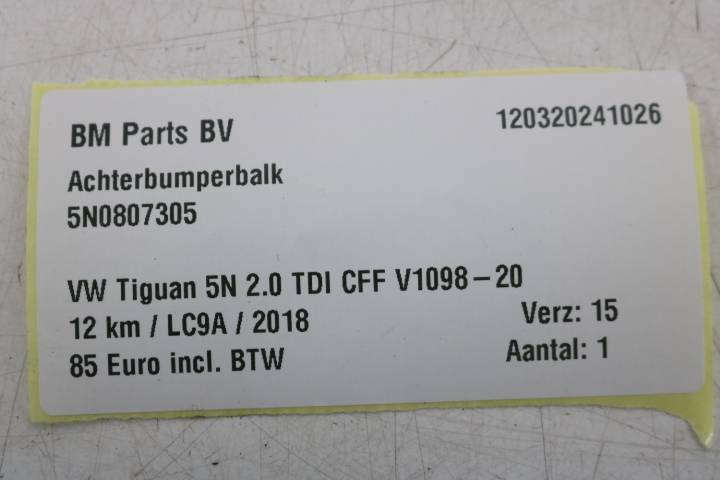 BM Parts BV
120320241026
Achterbumperbalk
5N0807305
VW Tiguan 5N 2.0 TDI CFF V1098-20
12 km / LC9A / 2018
Verz: 15
85 Euro incl. BTW
Aantal: 1